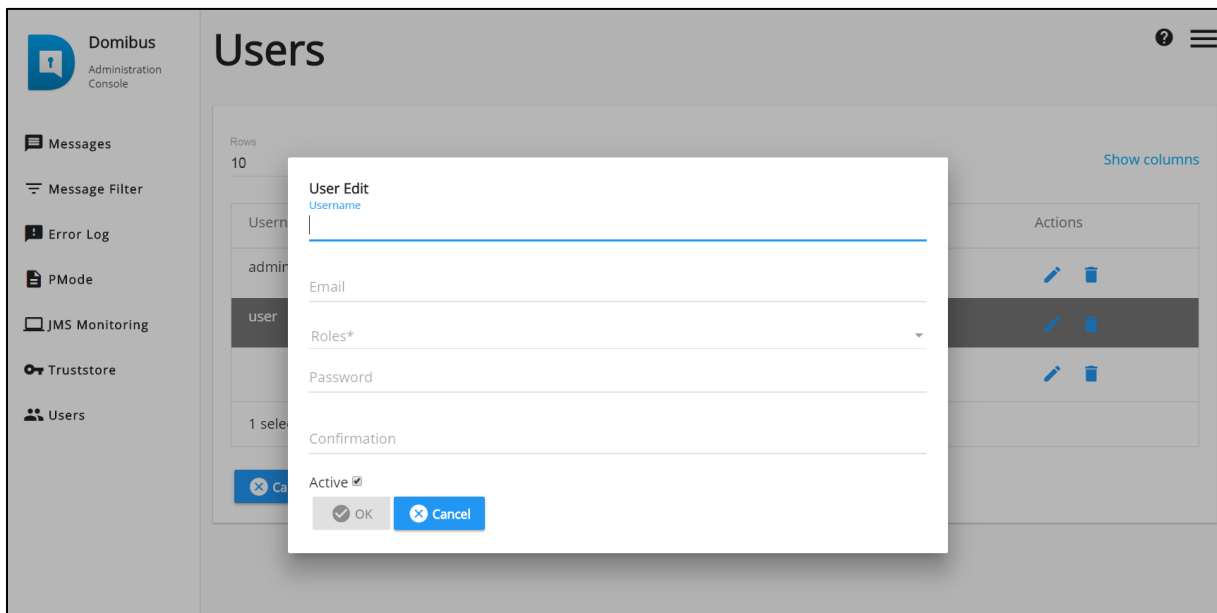 Domibus
Administration
Console
Users
Messages
Message Filter
Error Log
PMode
JMS Monitoring
Truststore
Users
Rows
10
Show columns
Actions
user
User Edit
Username
Email
Roles*
Password
Confirmation
Active
OK
Cancel